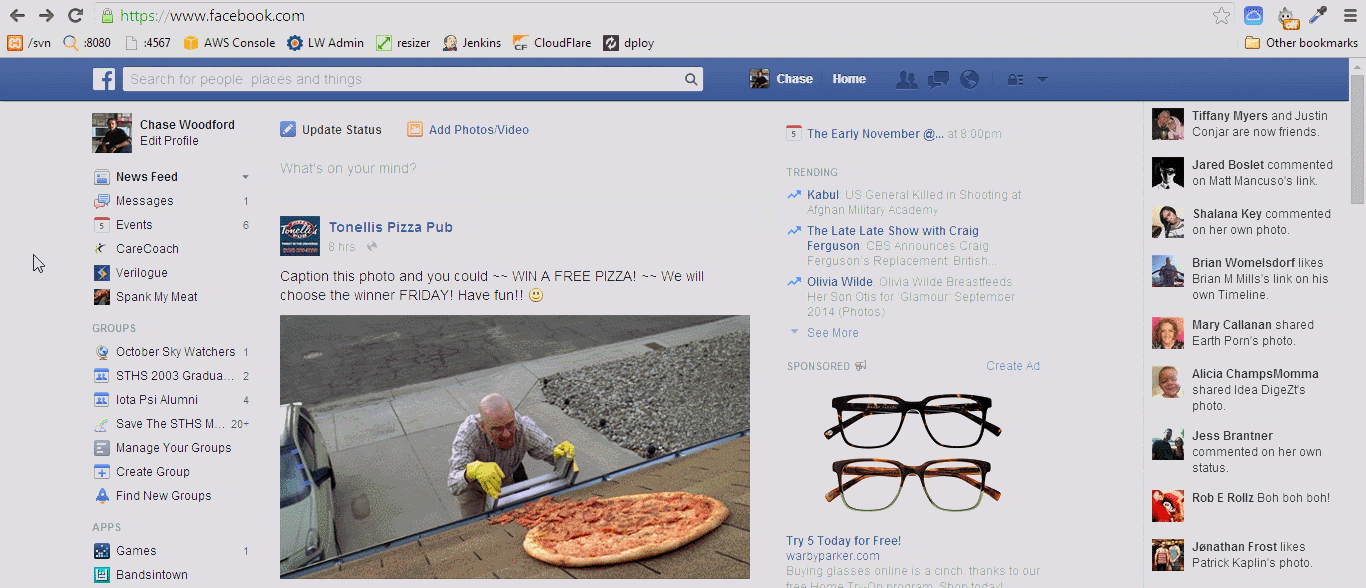 https://www.facebook.com
/svn :8080 :4567 AWS Console LW Admin resizer Jenkins CloudFlare dploy Other bookmarks
Search for people, places and things
Chase Home
Chase Woodford
Edit Profile
News Feed
Messages 1
5 Events 6
CareCoach
Verilogue
Spank My Meat
GROUPS
October Sky Watchers 1
STHS 2003 Gradua... 2
Iota Psi Alumni 4
Save The STHS M... 20+
Manage Your Groups
Create Group
Find New Groups
APPS
Games 1
Bandsintown
Update Status Add Photos/Video
What's on your mind?
Tonellis Pizza Pub
8 hrs
Caption this photo and you could ~~ WIN A FREE PIZZA! ~~ We will
choose the winner FRIDAY! Have fun!!
5 The Early November @... at 8:00pm
TRENDING
Kabul: US General Killed in Shooting at
Afghan Military Academy
The Late Late Show with Craig
Ferguson: CBS Announces Craig
Ferguson's Replacement: British...
Olivia Wilde: Olivia Wilde Breastfeeds
Her Son Otis for 'Glamour' September
2014 (Photos)
See More
SPONSORED Create Ad
Try 5 Today for Free!
warbyparker.com
Buying glasses online is a cinch, thanks to our
free Home Try-On program. Shop today!
Tiffany Myers and Justin
Conjar are now friends.
Jared Boslet commented
on Matt Mancuso's link.
Shalana Key commented
on her own photo.
Brian Womelsdorf likes
Brian M Mills's link on his
own Timeline.
Mary Callanan shared
Earth Porn's photo.
Alicia ChampsMomma
shared Idea DigeZt's
photo.
Jess Brantner
commented on her own
status.
Rob E Rollz Boh boh boh!
Jønathan Frost likes
Patrick Kaplin's photo.